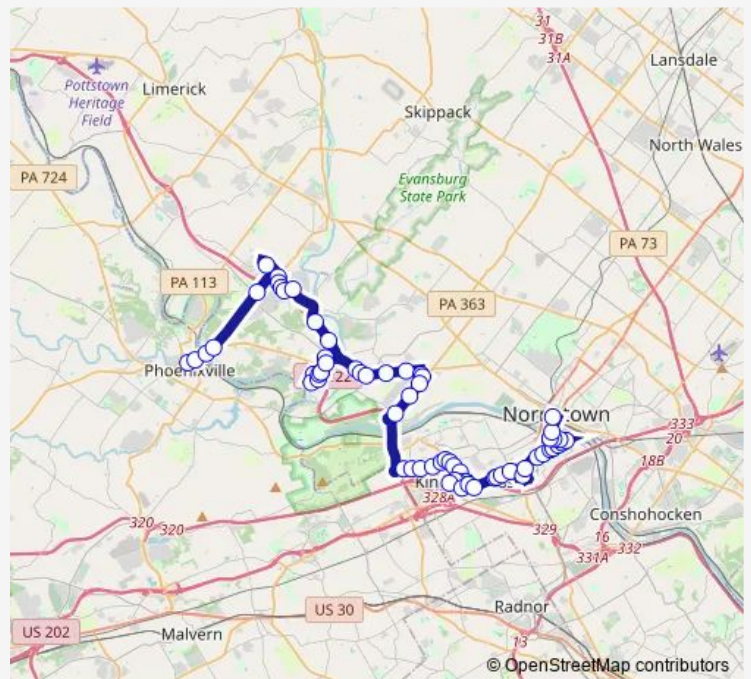 31
31B
31A
Lansdale
Pottstown
Heritage
Field
Limerick
Skippack
North Wales
PA 724
Evansburg
State Park
PA 73
PA 113
PA 363
Phoenixville
Norristown
333
20
18B
328A
Conshohocken
320
320
329
16
332
331A
US 30
Radnor
US 202
Malvern
13
© OpenStreetMap contributors